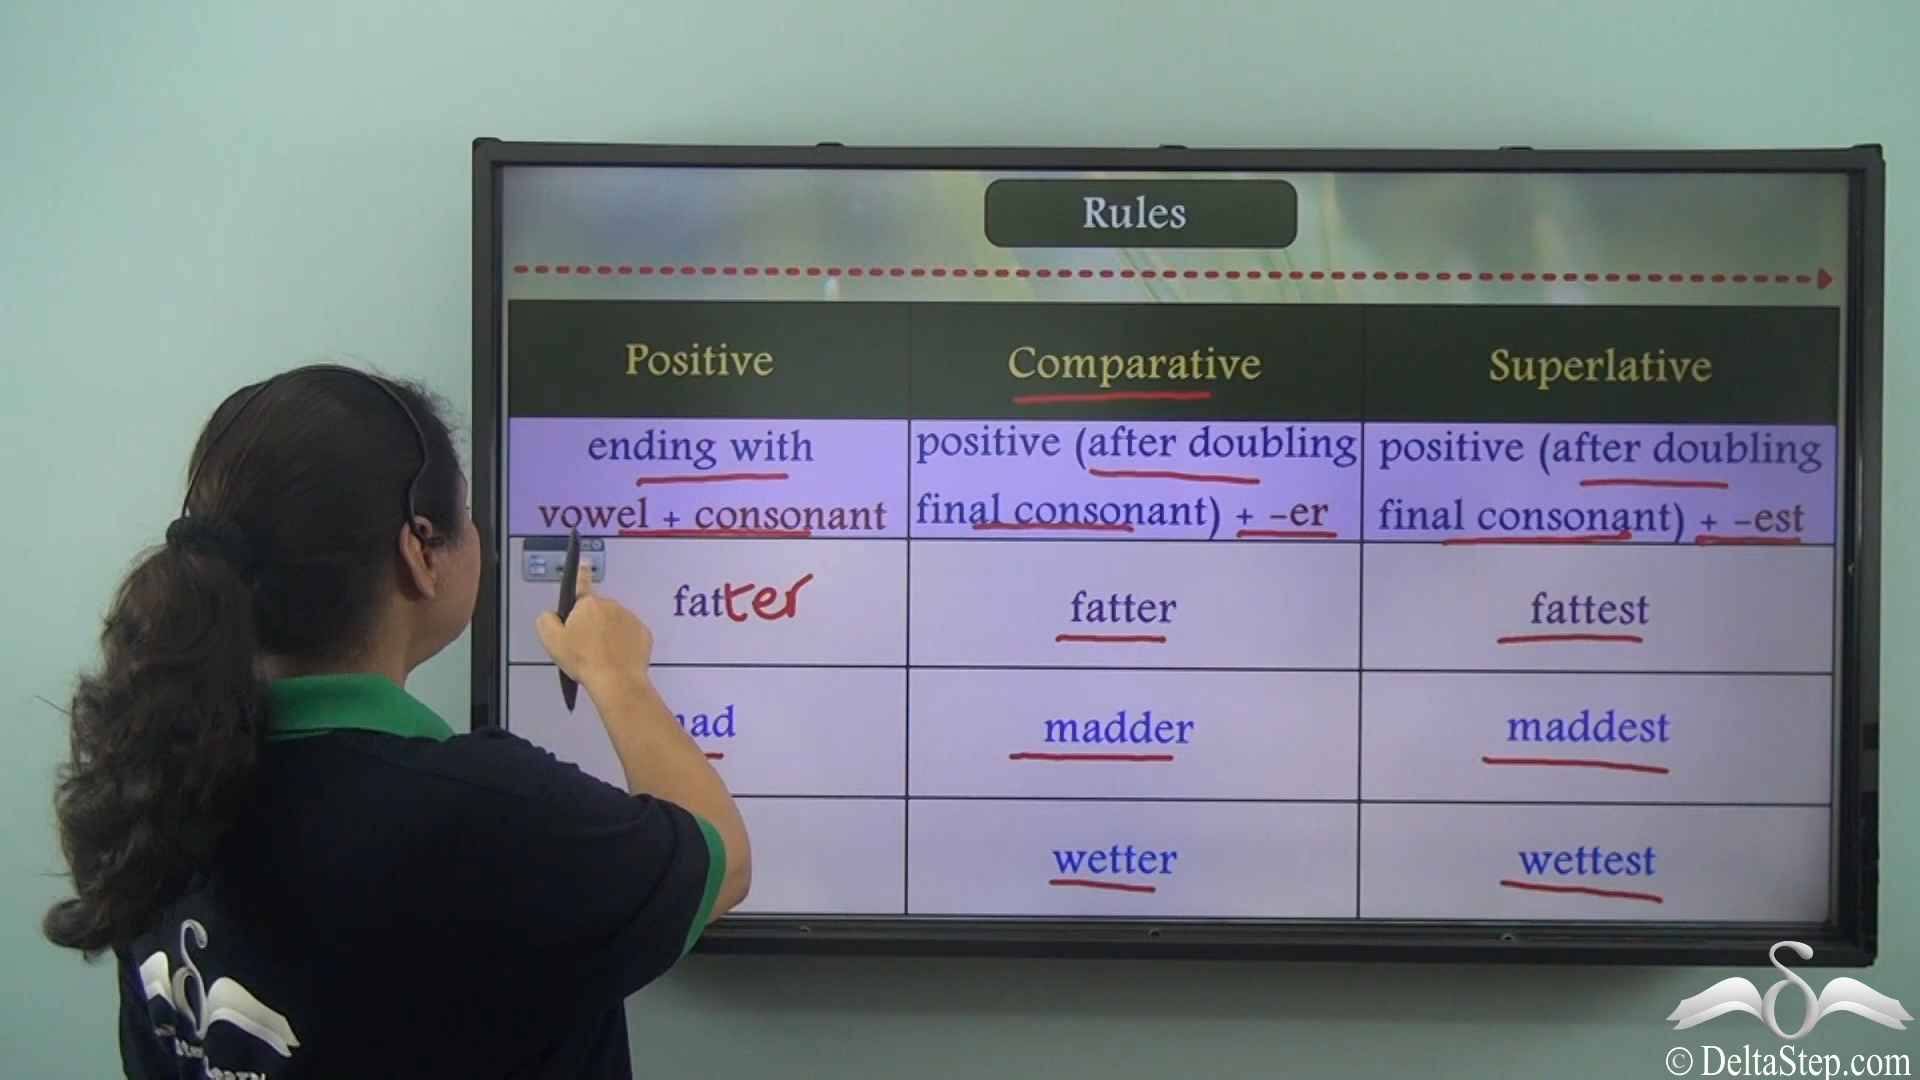 Rules
Positive
Comparative
Superlative
ending with
vowel + consonant
positive (after doubling
final consonant) + -er
positive (after doubling
final consonant) + -est
fatter
fatter
fattest
madder
maddest
wetter
wettest
© DeltaStep.com